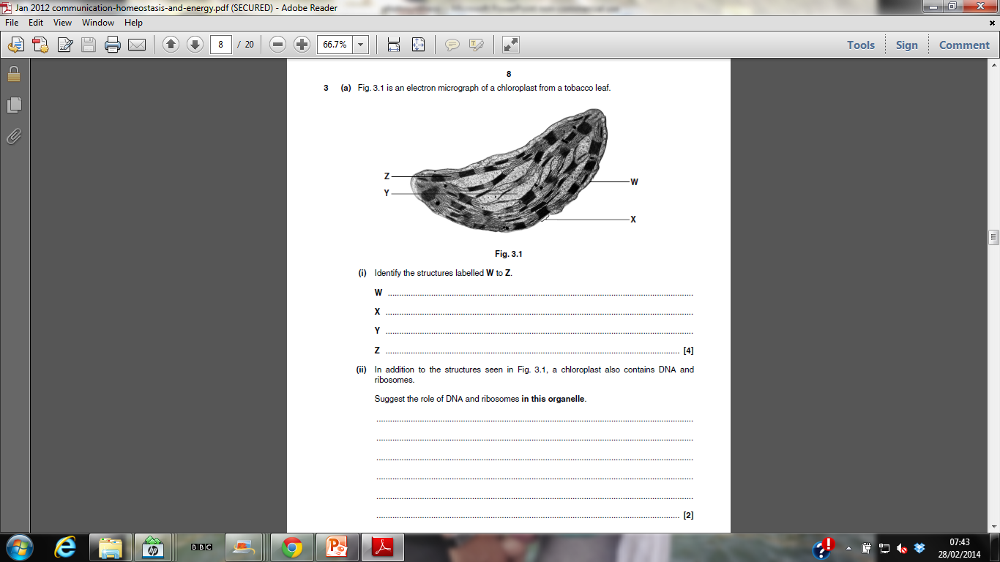 Jan 2012 communication-homeostasis-and-energy.pdf (SECURED) - Adobe Reader
File Edit View Window Help
8 / 20 66.7% Tools Sign Comment
8
3 (a) Fig. 3.1 is an electron micrograph of a chloroplast from a tobacco leaf.
Z
Y
W
X
Fig. 3.1
(i) Identify the structures labelled W to Z.
W ........................................................................
X ........................................................................
Y ........................................................................
Z ........................................................................ [4]
(ii) In addition to the structures seen in Fig. 3.1, a chloroplast also contains DNA and
ribosomes.
Suggest the role of DNA and ribosomes in this organelle.
........................................................................
........................................................................
........................................................................
........................................................................
........................................................................
........................................................................ [2]
hp
BBC
P
07:43
28/02/2014